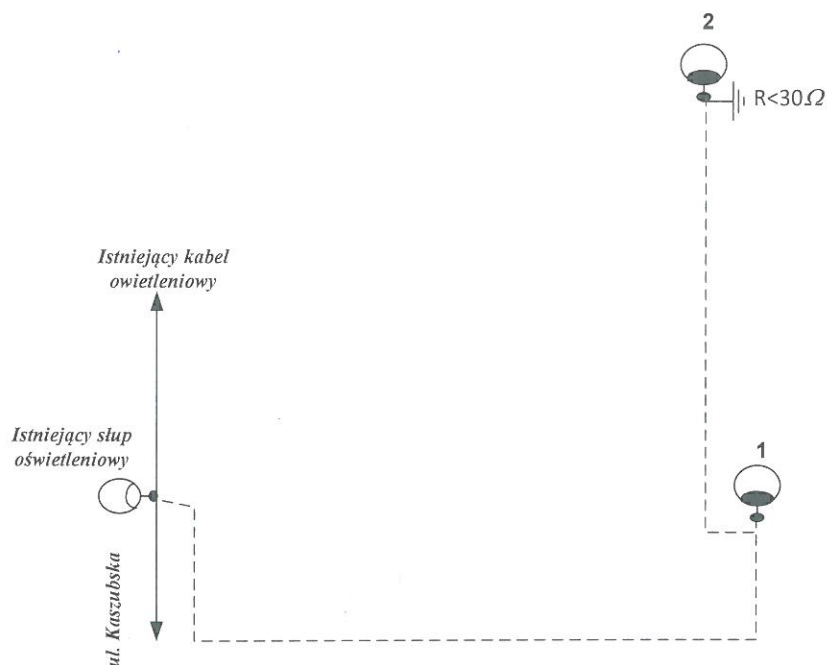 2
R<30Ω
Istniejący kabel
owietleniowy
Istniejący słup
oświetleniowy
1
ul. Kaszubska